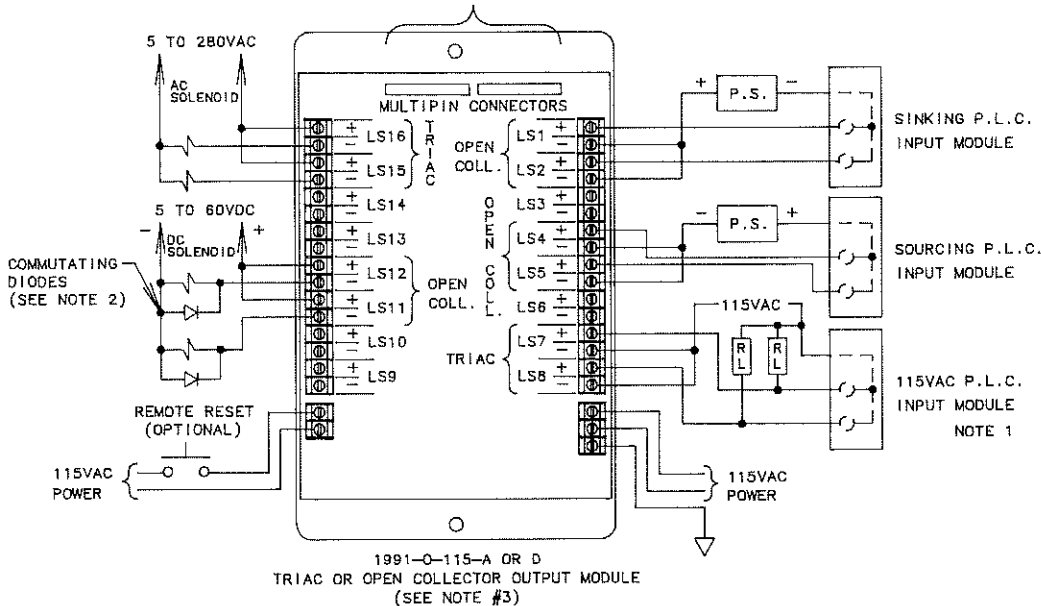 5 TO 280VAC
AC
SOLENOID
5 TO 60VDC
- +
DC
SOLENOID
COMMUTATING
DIODES
(SEE NOTE 2)
REMOTE RESET
(OPTIONAL)
115VAC
POWER
MULTIPIN CONNECTORS
+
LS16
-
+
LS15
-
TRIAC
+
LS14
-
+
LS13
-
+
LS12
-
+
LS11
-
OPEN
COLL.
+
LS10
-
+
LS9
-
OPEN
COLL.
LS1 +
-
LS2 +
-
LS3 +
-
OPEN COLL.
LS4 +
-
LS5 +
-
LS6 +
-
TRIAC
LS7 +
-
LS8 +
-
+ P.S. -
SINKING P.L.C.
INPUT MODULE
- P.S. +
SOURCING P.L.C.
INPUT MODULE
115VAC
RL
RL
115VAC P.L.C.
INPUT MODULE
NOTE 1
115VAC
POWER
1991-0-115-A OR D
TRIAC OR OPEN COLLECTOR OUTPUT MODULE
(SEE NOTE #3)